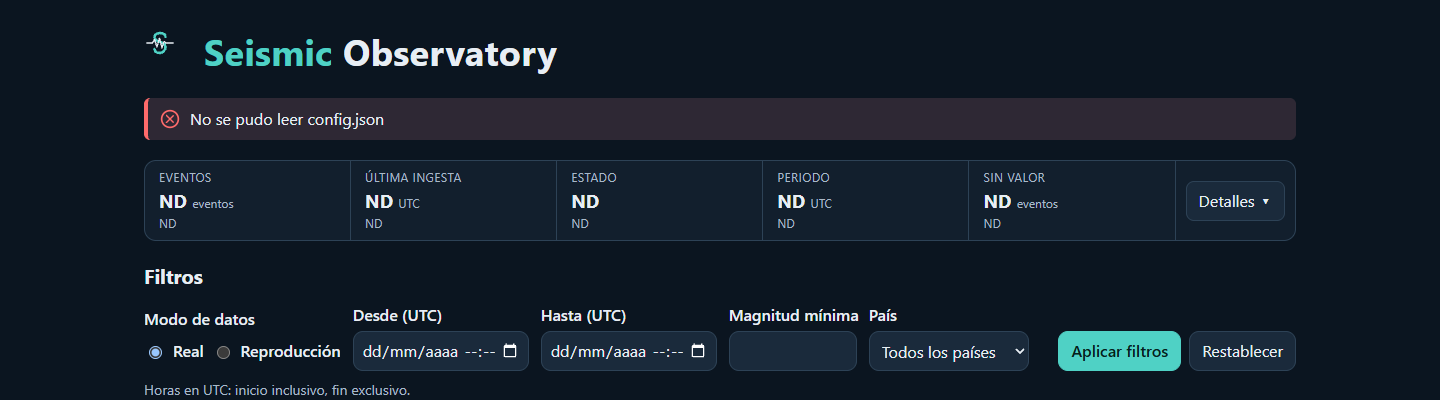 Seismic Observatory
No se pudo leer config.json
EVENTOS
ND eventos
ND
ÚLTIMA INGESTA
ND UTC
ND
ESTADO
ND
ND
PERIODO
ND UTC
ND
SIN VALOR
ND eventos
ND
Detalles ▼
Filtros
Modo de datos
Real Reproducción
Desde (UTC)
dd/mm/aaaa --:--
Hasta (UTC)
dd/mm/aaaa --:--
Magnitud mínima
País
Todos los países
Aplicar filtros
Restablecer
Horas en UTC: inicio inclusivo, fin exclusivo.